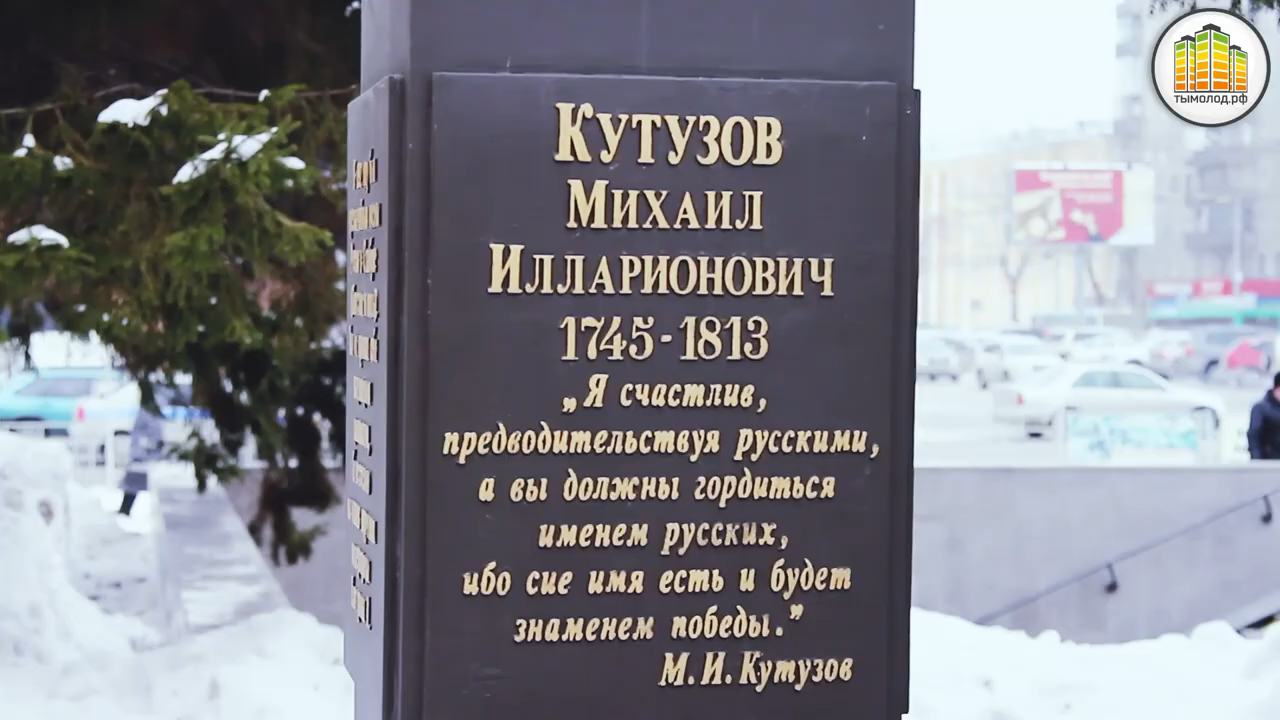 Кутузов
Михаил
Илларионович
1745-1813
„Я счастлив,
предводительствуя русскими,
а вы должны гордиться
именем русских,
ибо сие имя есть и будет
знаменем победы."
М. И. Кутузов
тымолод.рф